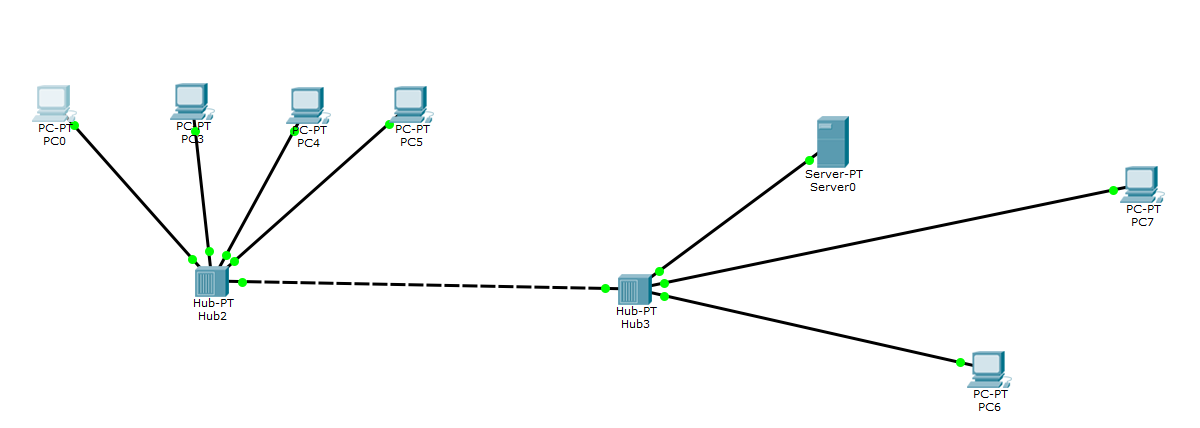 PC-PT
PC0
PC-PT
PC3
PC-PT
PC4
PC-PT
PC5
Server-PT
Server0
PC-PT
PC7
Hub-PT
Hub2
Hub-PT
Hub3
PC-PT
PC6